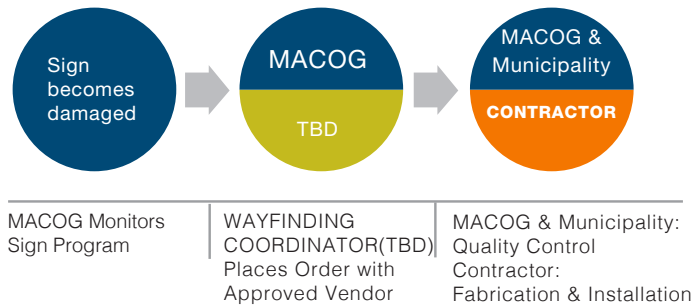 Sign
becomes
damaged
MACOG
TBD
MACOG &
Municipality
CONTRACTOR
MACOG Monitors
Sign Program
WAYFINDING
COORDINATOR(TBD)
Places Order with
Approved Vendor
MACOG & Municipality:
Quality Control
Contractor:
Fabrication & Installation